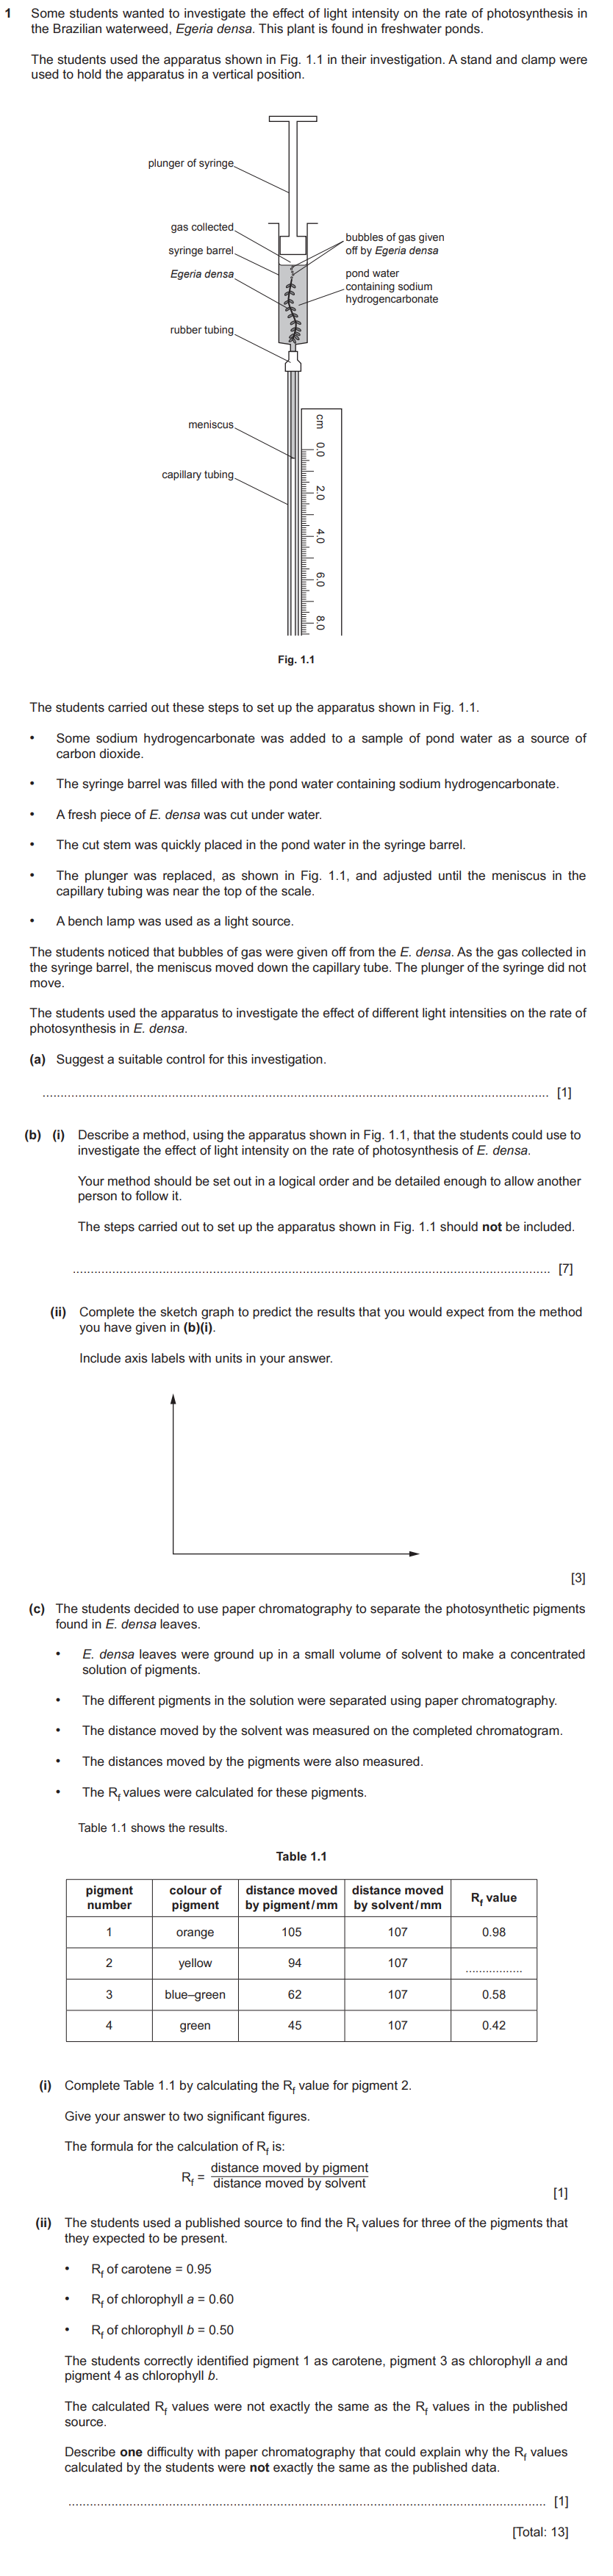 1 Some students wanted to investigate the effect of light intensity on the rate of photosynthesis in
the Brazilian waterweed, Egeria densa. This plant is found in freshwater ponds.
The students used the apparatus shown in Fig. 1.1 in their investigation. A stand and clamp were
used to hold the apparatus in a vertical position.
plunger of syringe
gas collected
syringe barrel
Egeria densa
bubbles of gas given
off by Egeria densa
pond water
containing sodium
hydrogencarbonate
rubber tubing
meniscus
capillary tubing
cm
0.0
2.0
4.0
6.0
8.0
Fig. 1.1
The students carried out these steps to set up the apparatus shown in Fig. 1.1.
• Some sodium hydrogencarbonate was added to a sample of pond water as a source of
carbon dioxide.
• The syringe barrel was filled with the pond water containing sodium hydrogencarbonate.
• A fresh piece of E. densa was cut under water.
• The cut stem was quickly placed in the pond water in the syringe barrel.
• The plunger was replaced, as shown in Fig. 1.1, and adjusted until the meniscus in the
capillary tubing was near the top of the scale.
• A bench lamp was used as a light source.
The students noticed that bubbles of gas were given off from the E. densa. As the gas collected in
the syringe barrel, the meniscus moved down the capillary tube. The plunger of the syringe did not
move.
The students used the apparatus to investigate the effect of different light intensities on the rate of
photosynthesis in E. densa.
(a) Suggest a suitable control for this investigation.
[1]
(b) (i) Describe a method, using the apparatus shown in Fig. 1.1, that the students could use to
investigate the effect of light intensity on the rate of photosynthesis of E. densa.
Your method should be set out in a logical order and be detailed enough to allow another
person to follow it.
The steps carried out to set up the apparatus shown in Fig. 1.1 should not be included.
[7]
(ii) Complete the sketch graph to predict the results that you would expect from the method
you have given in (b)(i).
Include axis labels with units in your answer.
[3]
(c) The students decided to use paper chromatography to separate the photosynthetic pigments
found in E. densa leaves.
• E. densa leaves were ground up in a small volume of solvent to make a concentrated
solution of pigments.
• The different pigments in the solution were separated using paper chromatography.
• The distance moved by the solvent was measured on the completed chromatogram.
• The distances moved by the pigments were also measured.
• The Rf values were calculated for these pigments.
Table 1.1 shows the results.
Table 1.1
pigment number | colour of pigment | distance moved by pigment/mm | distance moved by solvent/mm | Rf value
1 orange 105 107 0.98
2 yellow 94 107 ..................
3 blue–green 62 107 0.58
4 green 45 107 0.42
(i) Complete Table 1.1 by calculating the Rf value for pigment 2.
Give your answer to two significant figures.
The formula for the calculation of Rf is:
Rf = distance moved by pigment
distance moved by solvent
[1]
(ii) The students used a published source to find the Rf values for three of the pigments that
they expected to be present.
• Rf of carotene = 0.95
• Rf of chlorophyll a = 0.60
• Rf of chlorophyll b = 0.50
The students correctly identified pigment 1 as carotene, pigment 3 as chlorophyll a and
pigment 4 as chlorophyll b.
The calculated Rf values were not exactly the same as the Rf values in the published
source.
Describe one difficulty with paper chromatography that could explain why the Rf values
calculated by the students were not exactly the same as the published data.
[1]
[Total: 13]